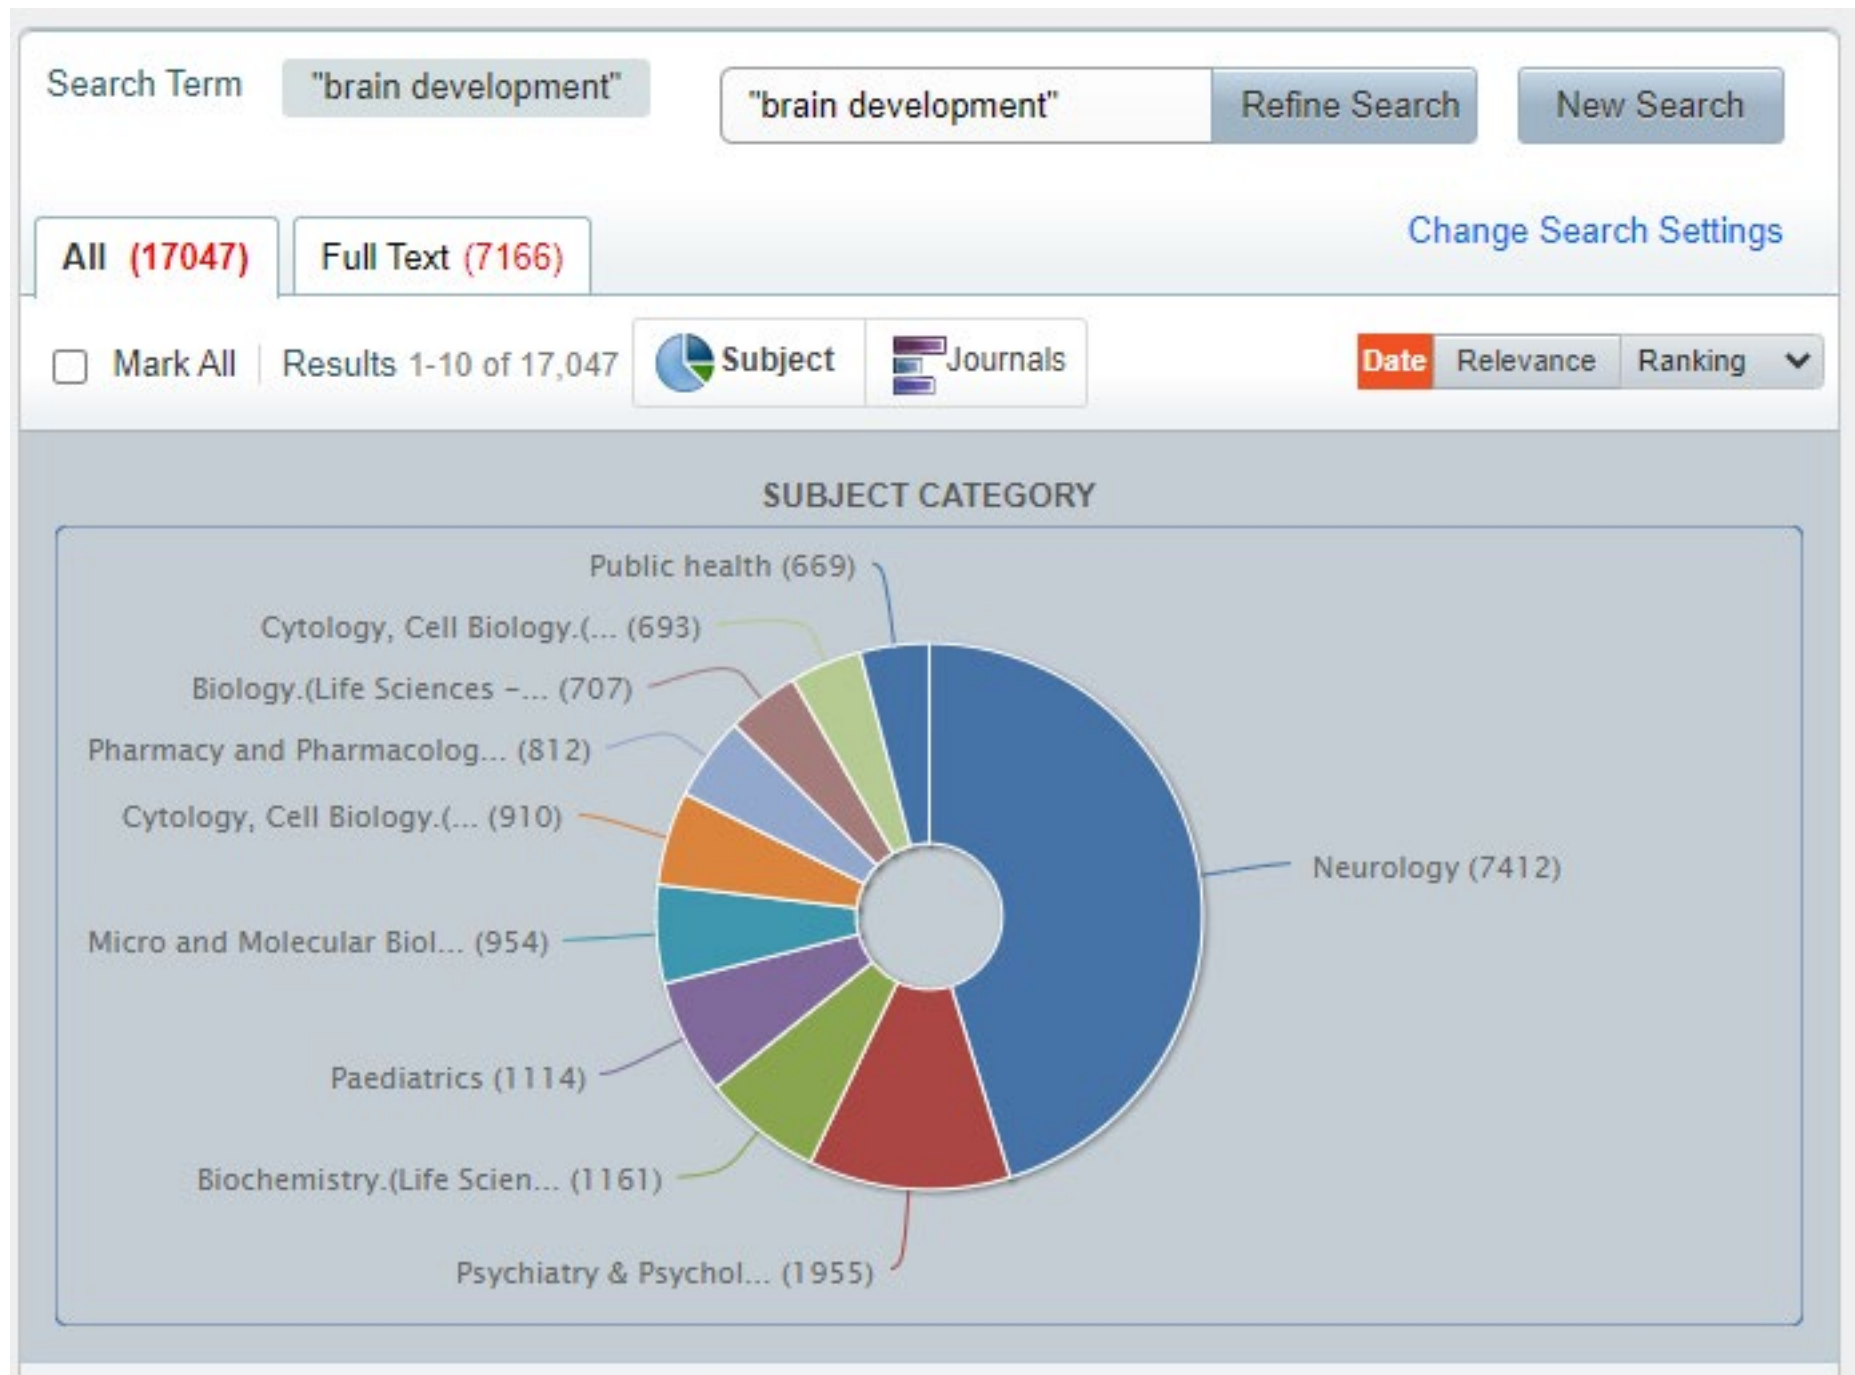 Search Term "brain development" "brain development" Refine Search New Search
Change Search Settings
All (17047) Full Text (7166)
Mark All Results 1-10 of 17,047 Subject Journals Date Relevance Ranking
SUBJECT CATEGORY
Public health (669)
Cytology, Cell Biology.(... (693)
Biology.(Life Sciences –... (707)
Pharmacy and Pharmacolog... (812)
Cytology, Cell Biology.(... (910)
Neurology (7412)
Micro and Molecular Biol... (954)
Paediatrics (1114)
Biochemistry.(Life Scien... (1161)
Psychiatry & Psychol... (1955)